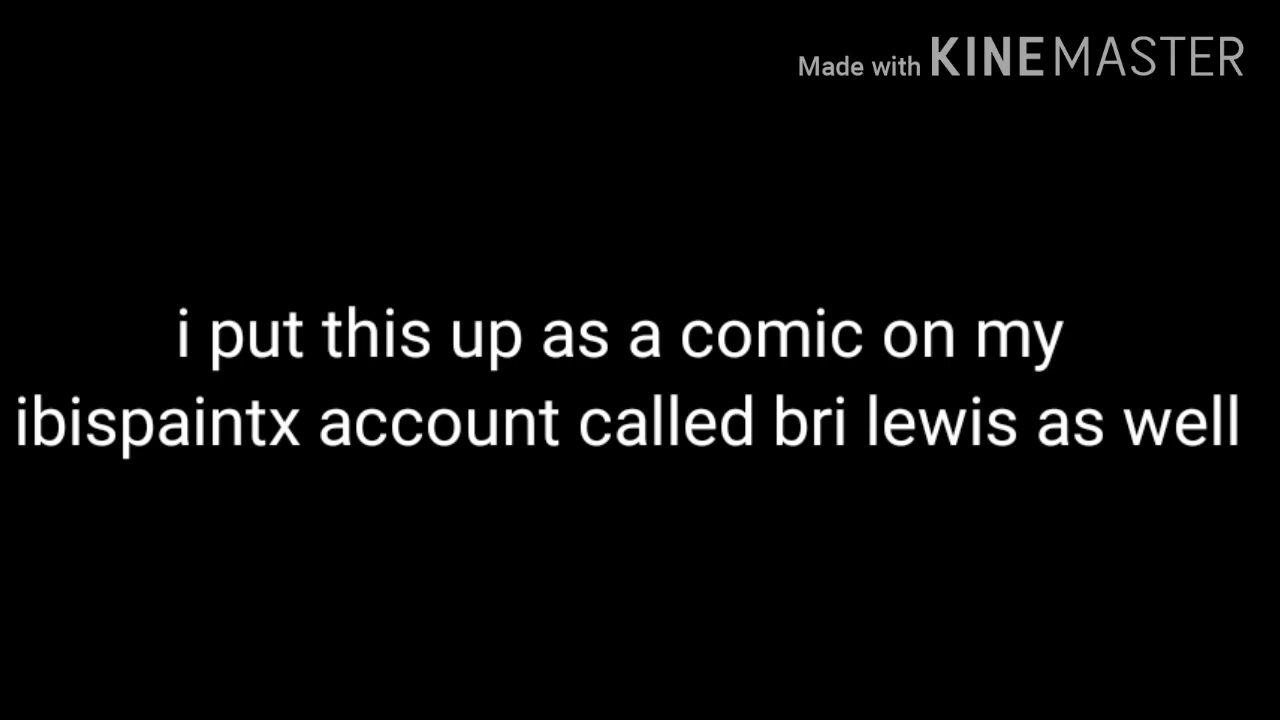 Made with KINEMASTER
i put this up as a comic on my
ibispaintx account called bri lewis as well